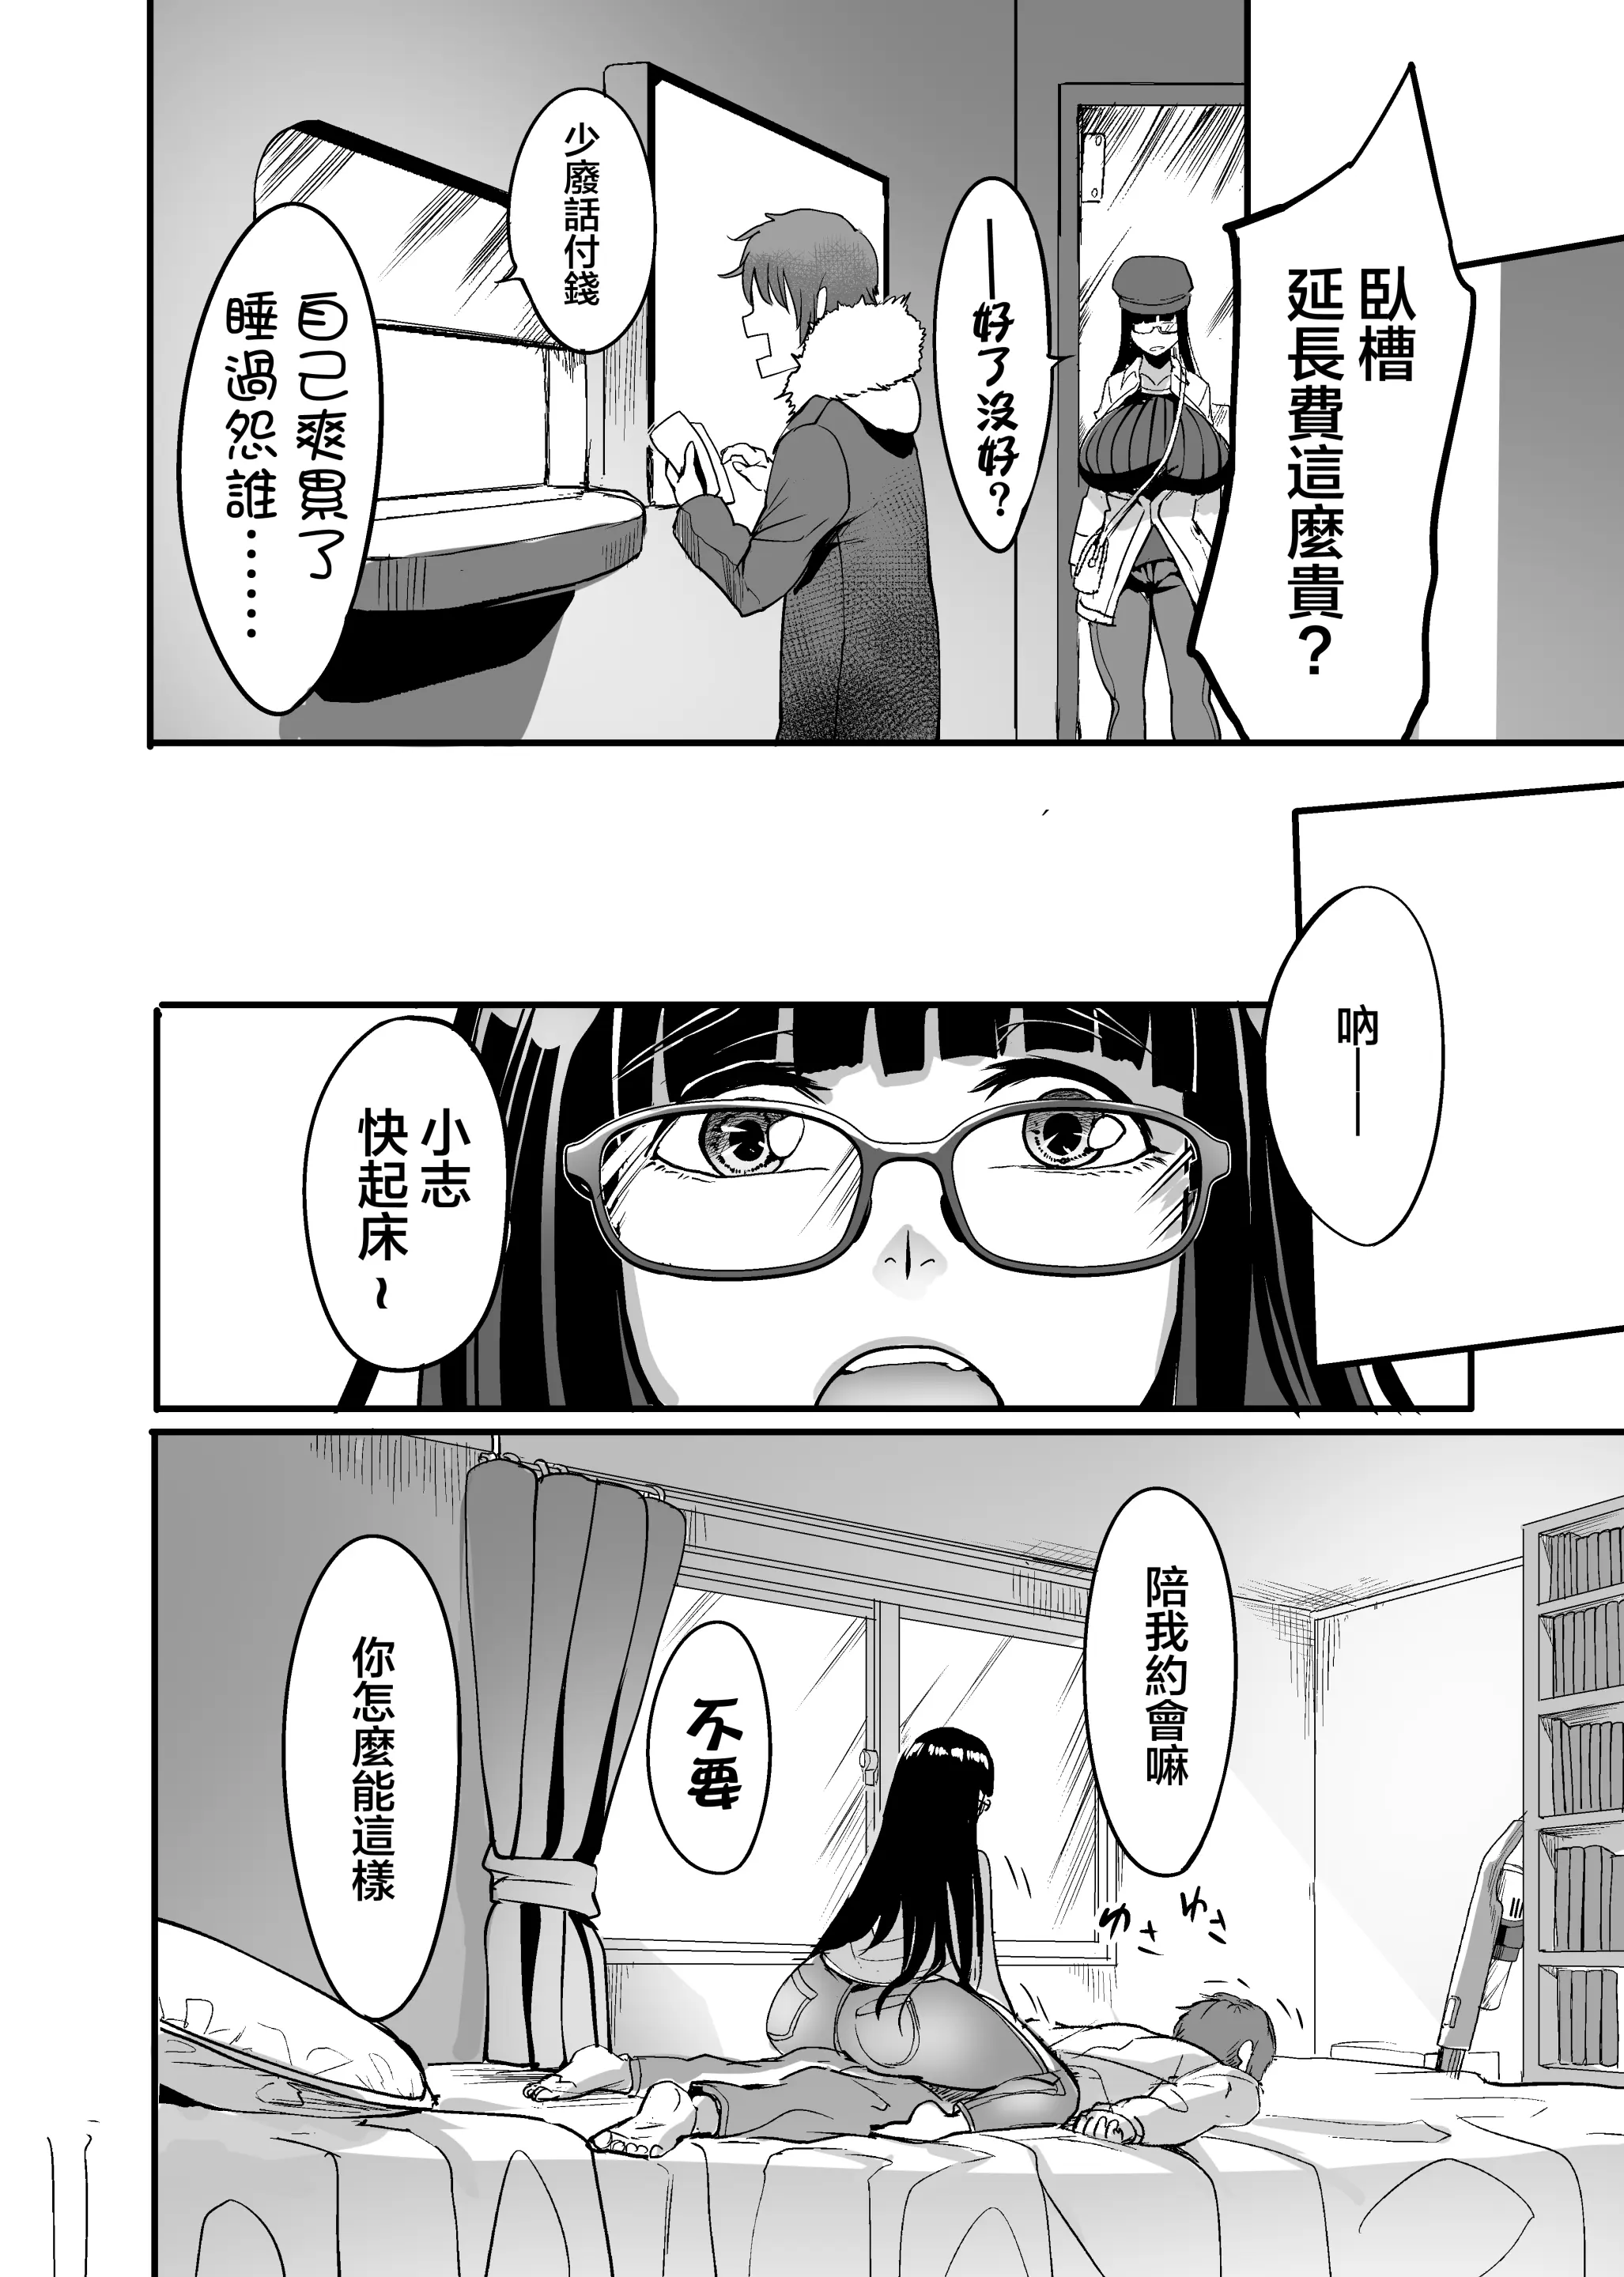 臥槽
延長費這麼貴？
——好了沒好？
少廢話付錢
自己爽累了
睡過怨誰……
吶——
小志
快起床~
陪我約會嘛
ゆさ
ゆさ
不要
你怎麼能這樣